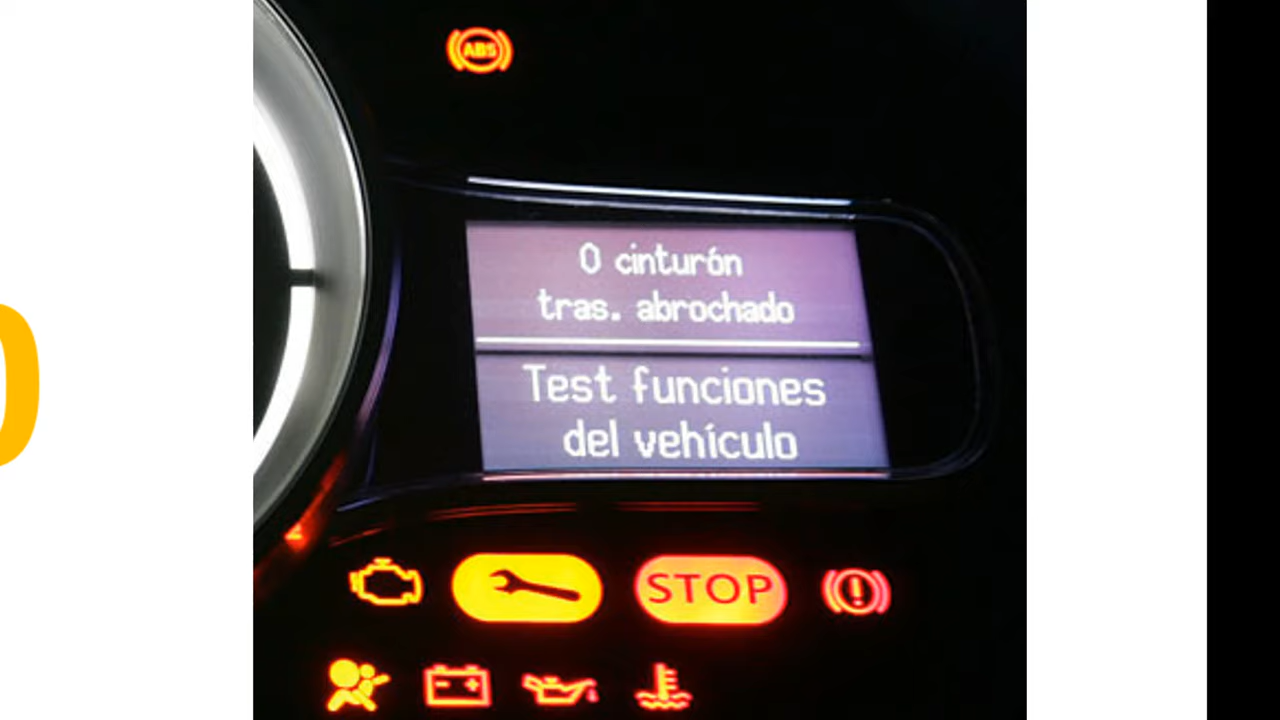 ABS
0 cinturón
tras. abrochado
Test funciones
del vehículo
STOP